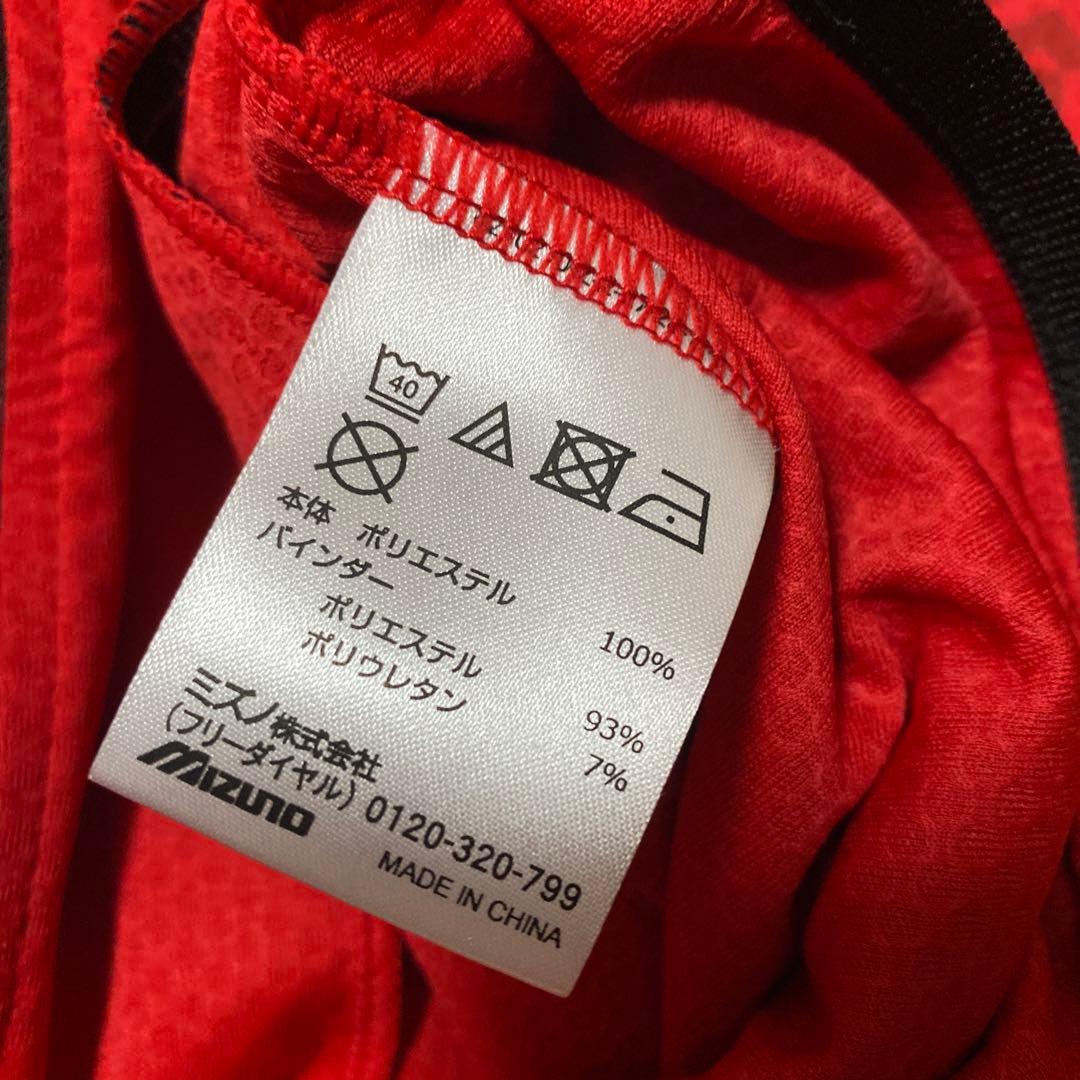 40
本体 ポリエステル 100%
バインダー
ポリエステル 93%
ポリウレタン 7%
ミズノ株式会社
(フリーダイヤル) 0120-320-799
MIZUNO
MADE IN CHINA